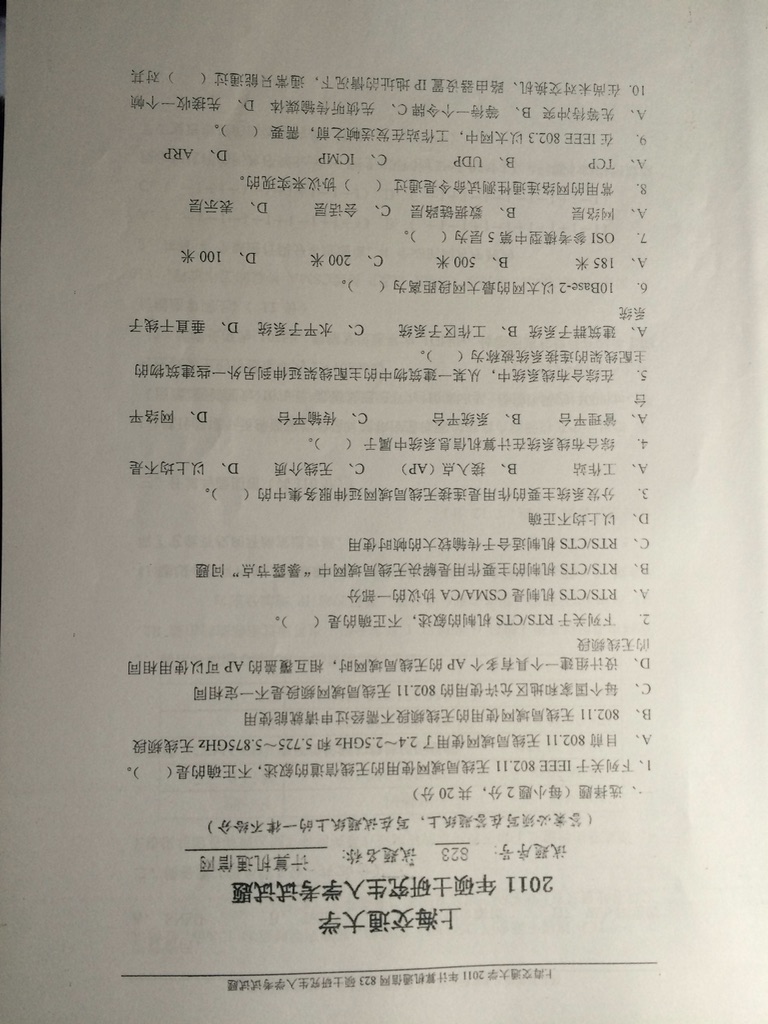 上海交通大学 2011 年计算机通信网 823 硕士研究生入学考试试题
上海交通大学
2011 年硕士研究生入学考试试题
试题序号: 823 试题名称: 计算机通信网
(答案必须写在答题纸上，写在试题纸上的一律不给分)
一、选择题（每小题 2 分，共 20 分）
1、下列关于 IEEE 802.11 无线局域网使用的无线信道的叙述，不正确的是（ ）。
A、 目前 802.11 无线局域网使用了 2.4～2.5GHz 和 5.725～5.875GHz 无线频段
B、 802.11 无线局域网使用的无线频段不需经过申请就能使用
C、 每个国家和地区允许使用的 802.11 无线局域网频段是不一定相同
D、 设计组建一个具有多个 AP 的无线局域网时，相互覆盖的 AP 可以使用相同
的无线频段
2. 下列关于 RTS/CTS 机制的叙述，不正确的是（ ）。
A、 RTS/CTS 机制是 CSMA/CA 协议的一部分
B、 RTS/CTS 机制的主要作用是解决无线局域网中“暴露节点”问题
C、 RTS/CTS 机制适合于传输较大的帧时使用
D、 以上均不正确
3. 分发系统主要的作用是连接无线局域网延伸服务集中的（ ）。
A、 工作站 B、 接入点（AP） C、 无线介质 D、 以上均不是
4. 综合布线系统在计算机信息系统中属于（ ）。
A、 管理平台 B、 系统平台 C、 传输平台 D、 网络平
台
5. 在综合布线系统中，从某一建筑物中的主配线架延伸到另外一些建筑物的
主配线架的连接系统被称为（ ）。
A、 建筑群子系统 B、 工作区子系统 C、 水平子系统 D、 垂直干线子
系统
6. 10Base-2 以太网的最大网段距离为（ ）。
A、 185 米 B、 500 米 C、 200 米 D、 100 米
7. OSI 参考模型中第 5 层为（ ）。
A、 网络层 B、 数据链路层 C、 会话层 D、 表示层
8. 常用的网络连通性测试命令是通过（ ）协议来实现的。
A、 TCP B、 UDP C、 ICMP D、 ARP
9. 在 IEEE 802.3 以太网中，工作站在发送帧之前，需要（ ）。
A、 先等待冲突 B、 等待一个令牌 C、 先侦听传输媒体 D、 先接收一个帧
10. 在尚未对交换机、路由器设置 IP 地址的情况下，通常只能通过（ ）对其